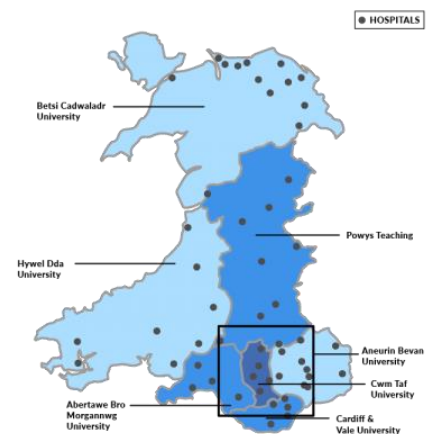 HOSPITALS
Betsi Cadwaladr
University
Powys Teaching
Hywel Dda
University
Aneurin Bevan
University
Cwm Taf
University
Abertawe Bro
Morgannwg
University
Cardiff &
Vale University